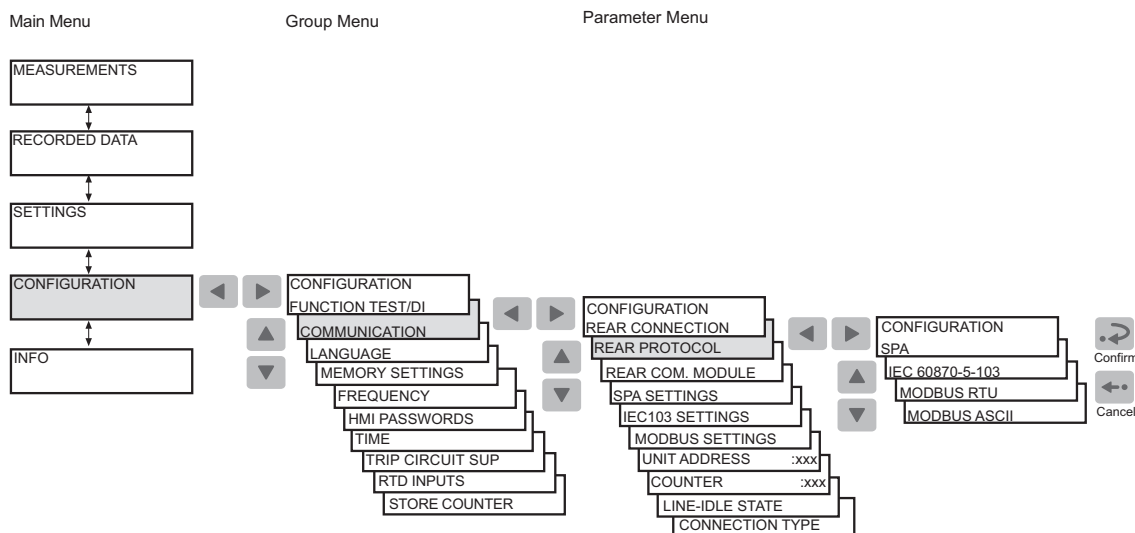 Main Menu
Group Menu
Parameter Menu
MEASUREMENTS
RECORDED DATA
SETTINGS
CONFIGURATION
INFO
CONFIGURATION
FUNCTION TEST/DI
COMMUNICATION
LANGUAGE
MEMORY SETTINGS
FREQUENCY
HMI PASSWORDS
TIME
TRIP CIRCUIT SUP
RTD INPUTS
STORE COUNTER
CONFIGURATION
REAR CONNECTION
REAR PROTOCOL
REAR COM. MODULE
SPA SETTINGS
IEC103 SETTINGS
MODBUS SETTINGS
UNIT ADDRESS :xxx
COUNTER :xxx
LINE-IDLE STATE
CONNECTION TYPE
CONFIGURATION
SPA
IEC 60870-5-103
MODBUS RTU
MODBUS ASCII
Confirm
Cancel